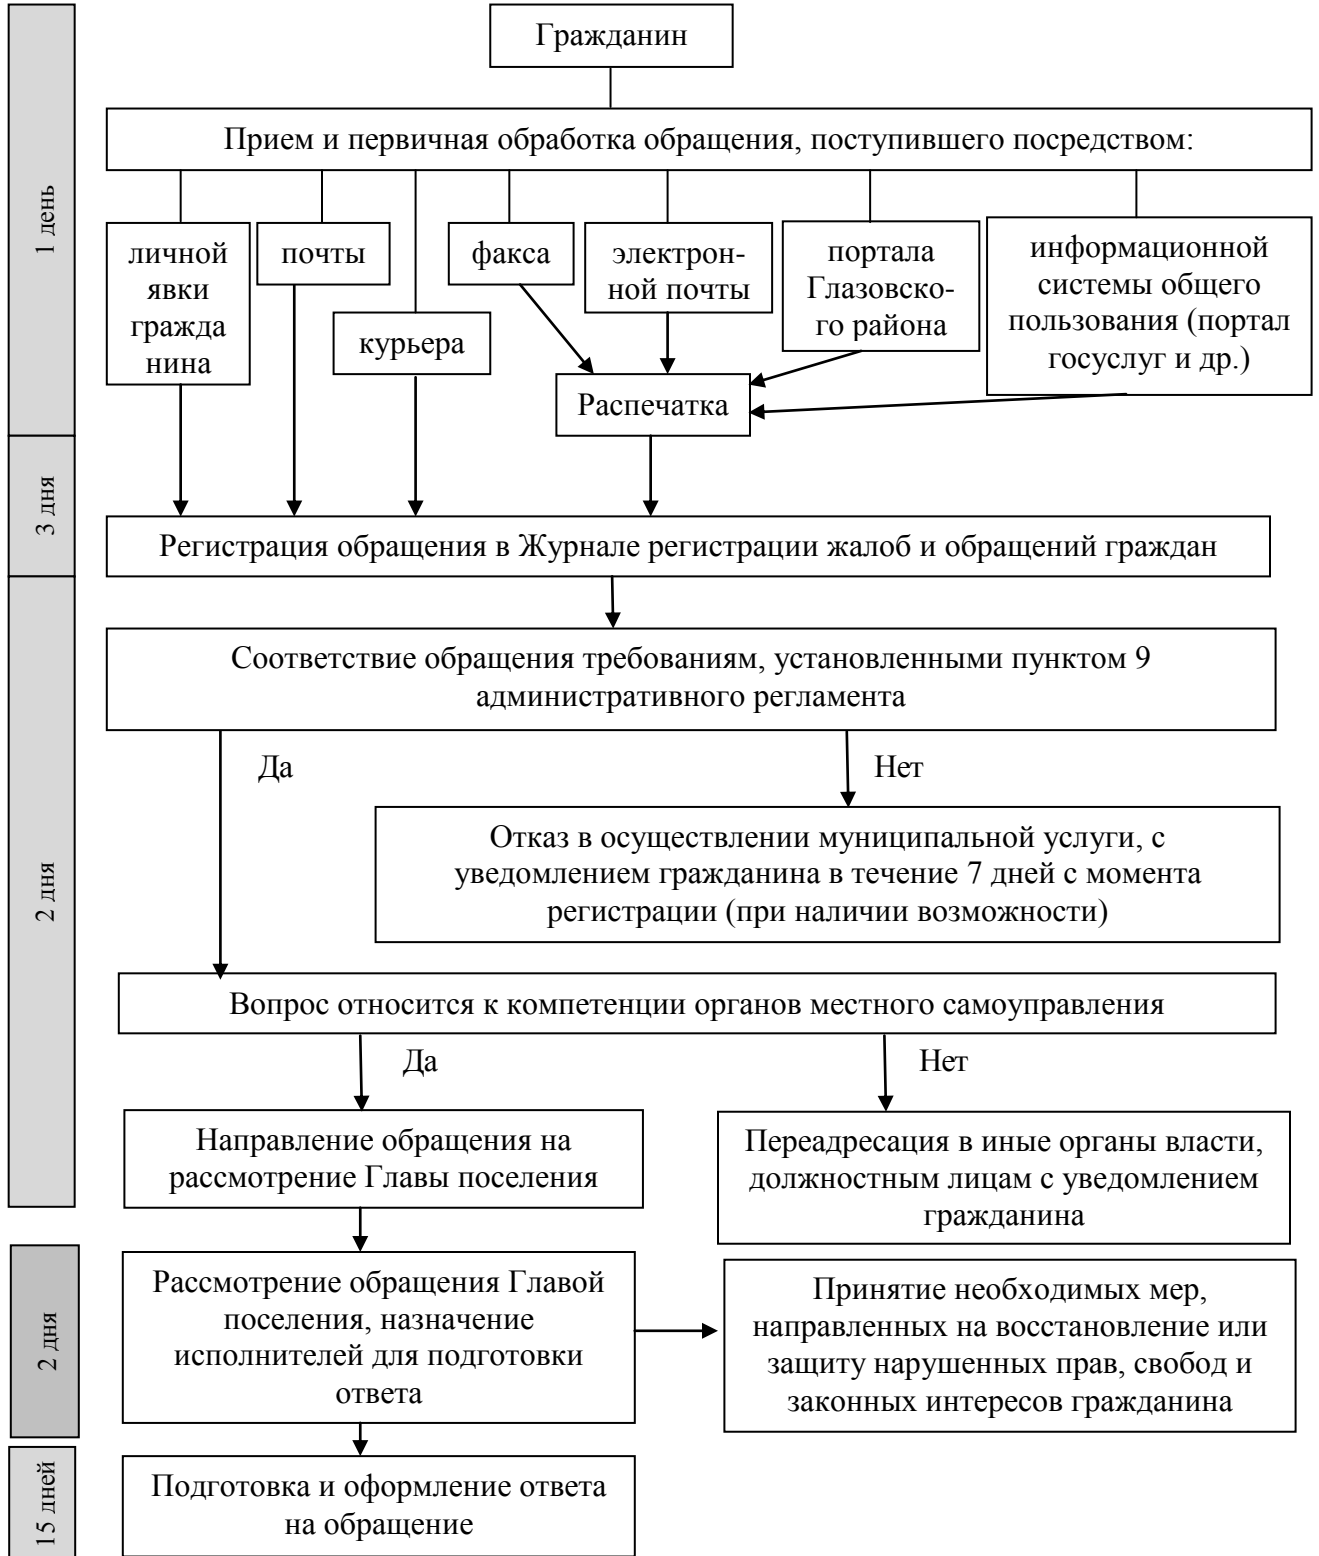 Гражданин
Прием и первичная обработка обращения, поступившего посредством:
1 день
личной
явки
гражда
нина
почты
курьера
факса
электрон-
ной почты
портала
Глазовско-
го района
информационной
системы общего
пользования (портал
госуслуг и др.)
Распечатка
3 дня
Регистрация обращения в Журнале регистрации жалоб и обращений граждан
2 дня
Соответствие обращения требованиям, установленными пунктом 9
административного регламента
Да
Нет
Отказ в осуществлении муниципальной услуги, с
уведомлением гражданина в течение 7 дней с момента
регистрации (при наличии возможности)
Вопрос относится к компетенции органов местного самоуправления
Да
Нет
Направление обращения на
рассмотрение Главы поселения
Переадресация в иные органы власти,
должностным лицам с уведомлением
гражданина
2 дня
Рассмотрение обращения Главой
поселения, назначение
исполнителей для подготовки
ответа
Принятие необходимых мер,
направленных на восстановление или
защиту нарушенных прав, свобод и
законных интересов гражданина
15 дней
Подготовка и оформление ответа
на обращение